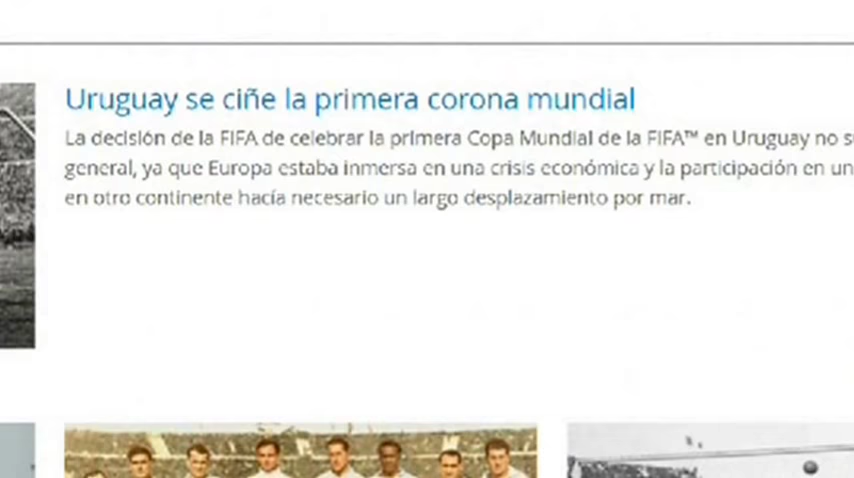 Uruguay se ciñe la primera corona mundial
La decisión de la FIFA de celebrar la primera Copa Mundial de la FIFA™ en Uruguay no
general, ya que Europa estaba inmersa en una crisis económica y la participación en un
en otro continente hacía necesario un largo desplazamiento por mar.